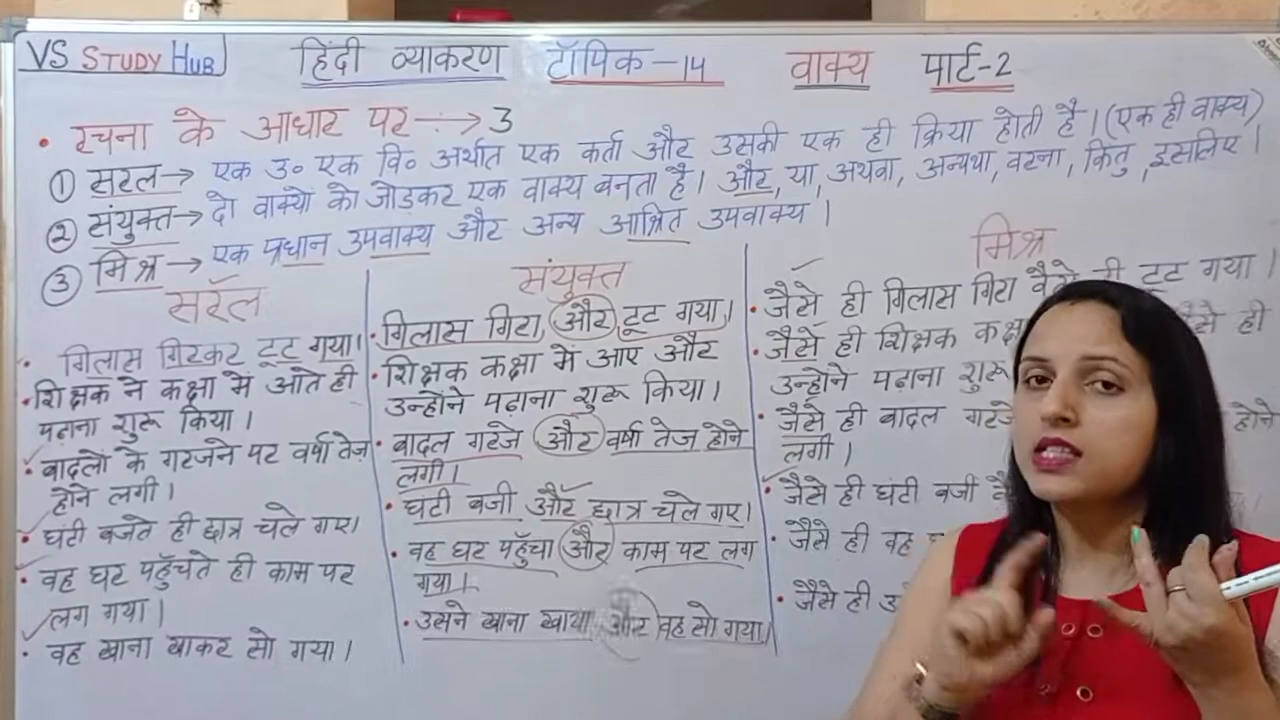 VS STUDY HUB
हिंदी व्याकरण टॉपिक-14 वाक्य पार्ट-2
• रचना के आधार पर → 3
① सरल → एक उ० एक वि० अर्थात एक कर्ता और उसकी एक ही क्रिया होती है। (एक ही वाक्य)
② संयुक्त → दो वाक्यो को जोडकर एक वाक्य बनता है। और, या, अथवा, अन्यथा, वरना, किंतु, इसलिए।
③ मिश्र → एक प्रधान उपवाक्य और अन्य आश्रित उपवाक्य।
सरल
• गिलास गिरकर टूट गया।
• शिक्षक ने कक्षा मे आते ही
पढ़ाना शुरू किया।
• बादलों के गरजने पर वर्षा तेज
होने लगी।
• घंटी बजते ही छात्र चले गए।
• वह घर पहुँचते ही काम पर
लग गया।
• वह खाना खाकर सो गया।
संयुक्त
• गिलास गिरा और टूट गया।
• शिक्षक कक्षा मे आए और
उन्होंने पढ़ाना शुरू किया।
• बादल गरजे और वर्षा तेज होने
लगी।
• घंटी बजी और छात्र चले गए।
• वह घर पहुँचा और काम पर लग
गया।
• उसने खाना खाया और वह सो गया।
मिश्र
• जैसे ही गिलास गिरा वैसे ही टूट गया।
• जैसे ही शिक्षक ही
उन्होंने पढ़ाना शुरू
• जैसे ही बादल गरजे होने
लगी।
• जैसे ही घंटी बजी
• जैसे ही वह
• जैसे ही